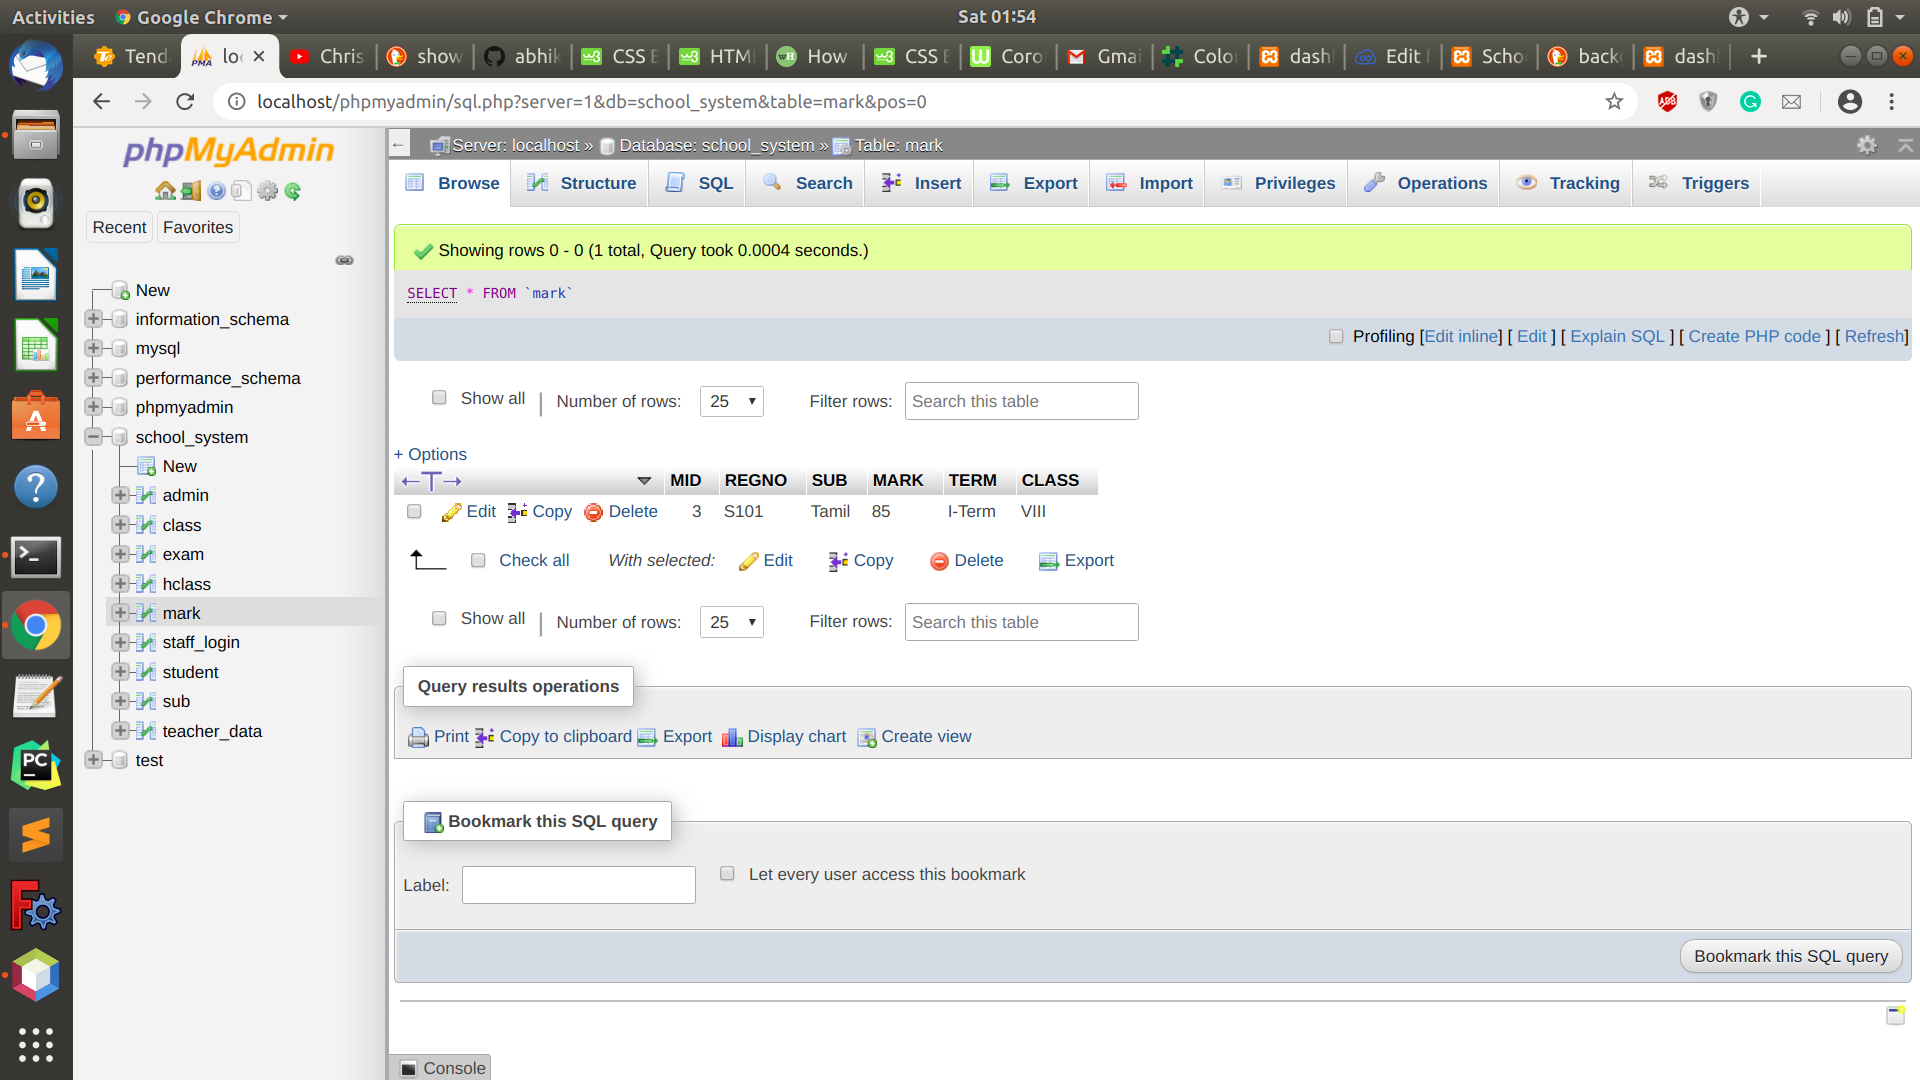 Activities Google Chrome Sat 01:54
Tend lo Chris show abhik CSS E HTML How CSS E Coro Gmai Color dash Edit f Scho back dash
localhost/phpmyadmin/sql.php?server=1&db=school_system&table=mark&pos=0
phpMyAdmin
Recent Favorites
New
information_schema
mysql
performance_schema
phpmyadmin
school_system
New
admin
class
exam
hclass
mark
staff_login
student
sub
teacher_data
test
Server: localhost » Database: school_system » Table: mark
Browse Structure SQL Search Insert Export Import Privileges Operations Tracking Triggers
Showing rows 0 - 0 (1 total, Query took 0.0004 seconds.)
SELECT * FROM `mark`
Profiling [Edit inline] [ Edit ] [ Explain SQL ] [ Create PHP code ] [ Refresh]
Show all Number of rows: 25 Filter rows: Search this table
+ Options
←T→ MID REGNO SUB MARK TERM CLASS
Edit Copy Delete 3 S101 Tamil 85 I-Term VIII
Check all With selected: Edit Copy Delete Export
Show all Number of rows: 25 Filter rows: Search this table
Query results operations
Print Copy to clipboard Export Display chart Create view
Bookmark this SQL query
Label: Let every user access this bookmark
Bookmark this SQL query
Console